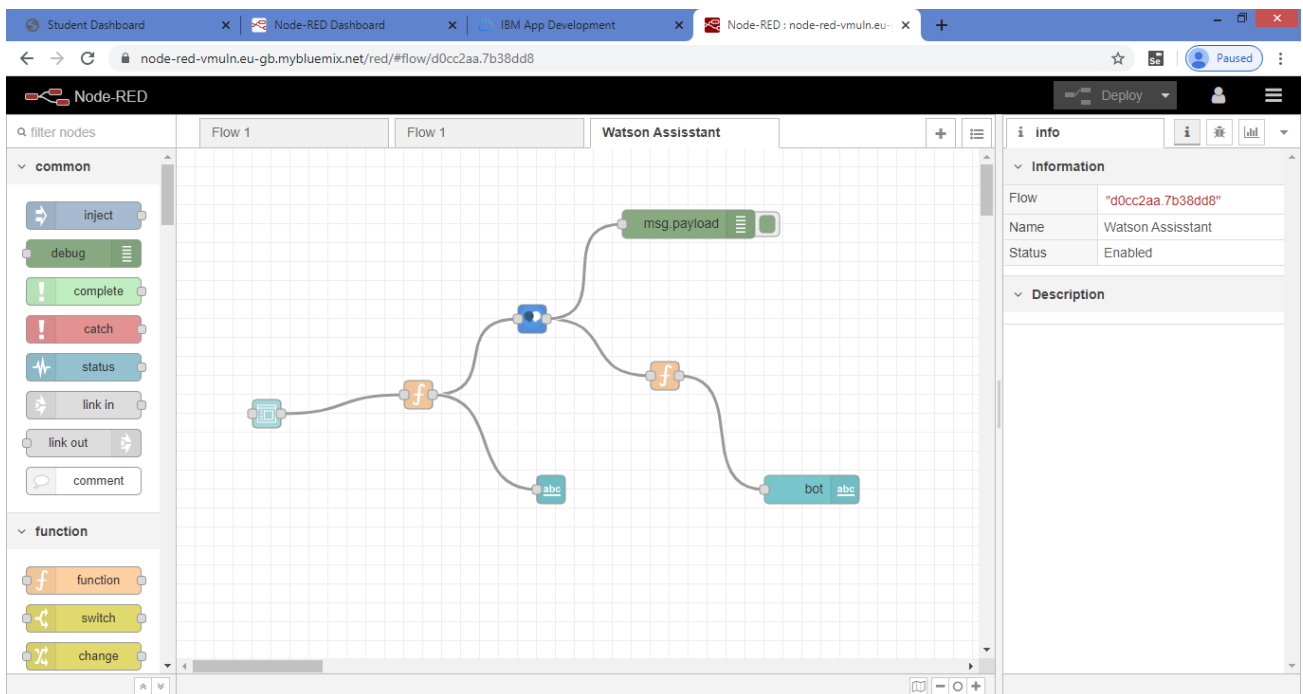 Student Dashboard
Node-RED Dashboard
IBM App Development
Node-RED : node-red-vmuln.eu-
node-red-vmuln.eu-gb.mybluemix.net/red/#flow/d0cc2aa.7b38dd8
Se
Paused
Node-RED
Deploy
filter nodes
Flow 1
Flow 1
Watson Assisstant
i info
i
common
inject
debug
complete
catch
status
link in
link out
comment
function
f function
switch
change
msg.payload
f
f
abc
bot abc
Information
Flow "d0cc2aa.7b38dd8"
Name Watson Assisstant
Status Enabled
Description